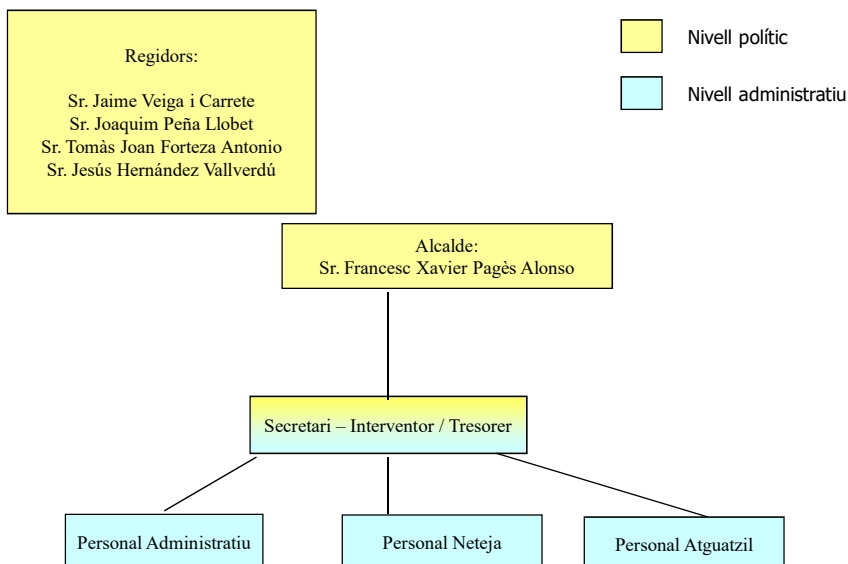 Regidors:
Sr. Jaime Veiga i Carrete
Sr. Joaquim Peña Llobet
Sr. Tomàs Joan Forteza Antonio
Sr. Jesús Hernández Vallverdú
Nivell polític
Nivell administratiu
Alcalde:
Sr. Francesc Xavier Pagès Alonso
Secretari – Interventor / Tresorer
Personal Administratiu
Personal Neteja
Personal Atguatzil